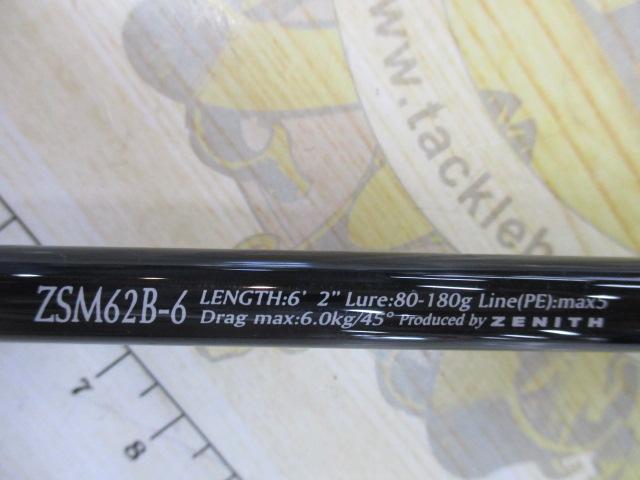 www.tackleb
ZSM62B-6 LENGTH:6' 2" Lure:80-180g Line(PE):max5
Drag max:6.0kg/45° Produced by ZENITH
7
8